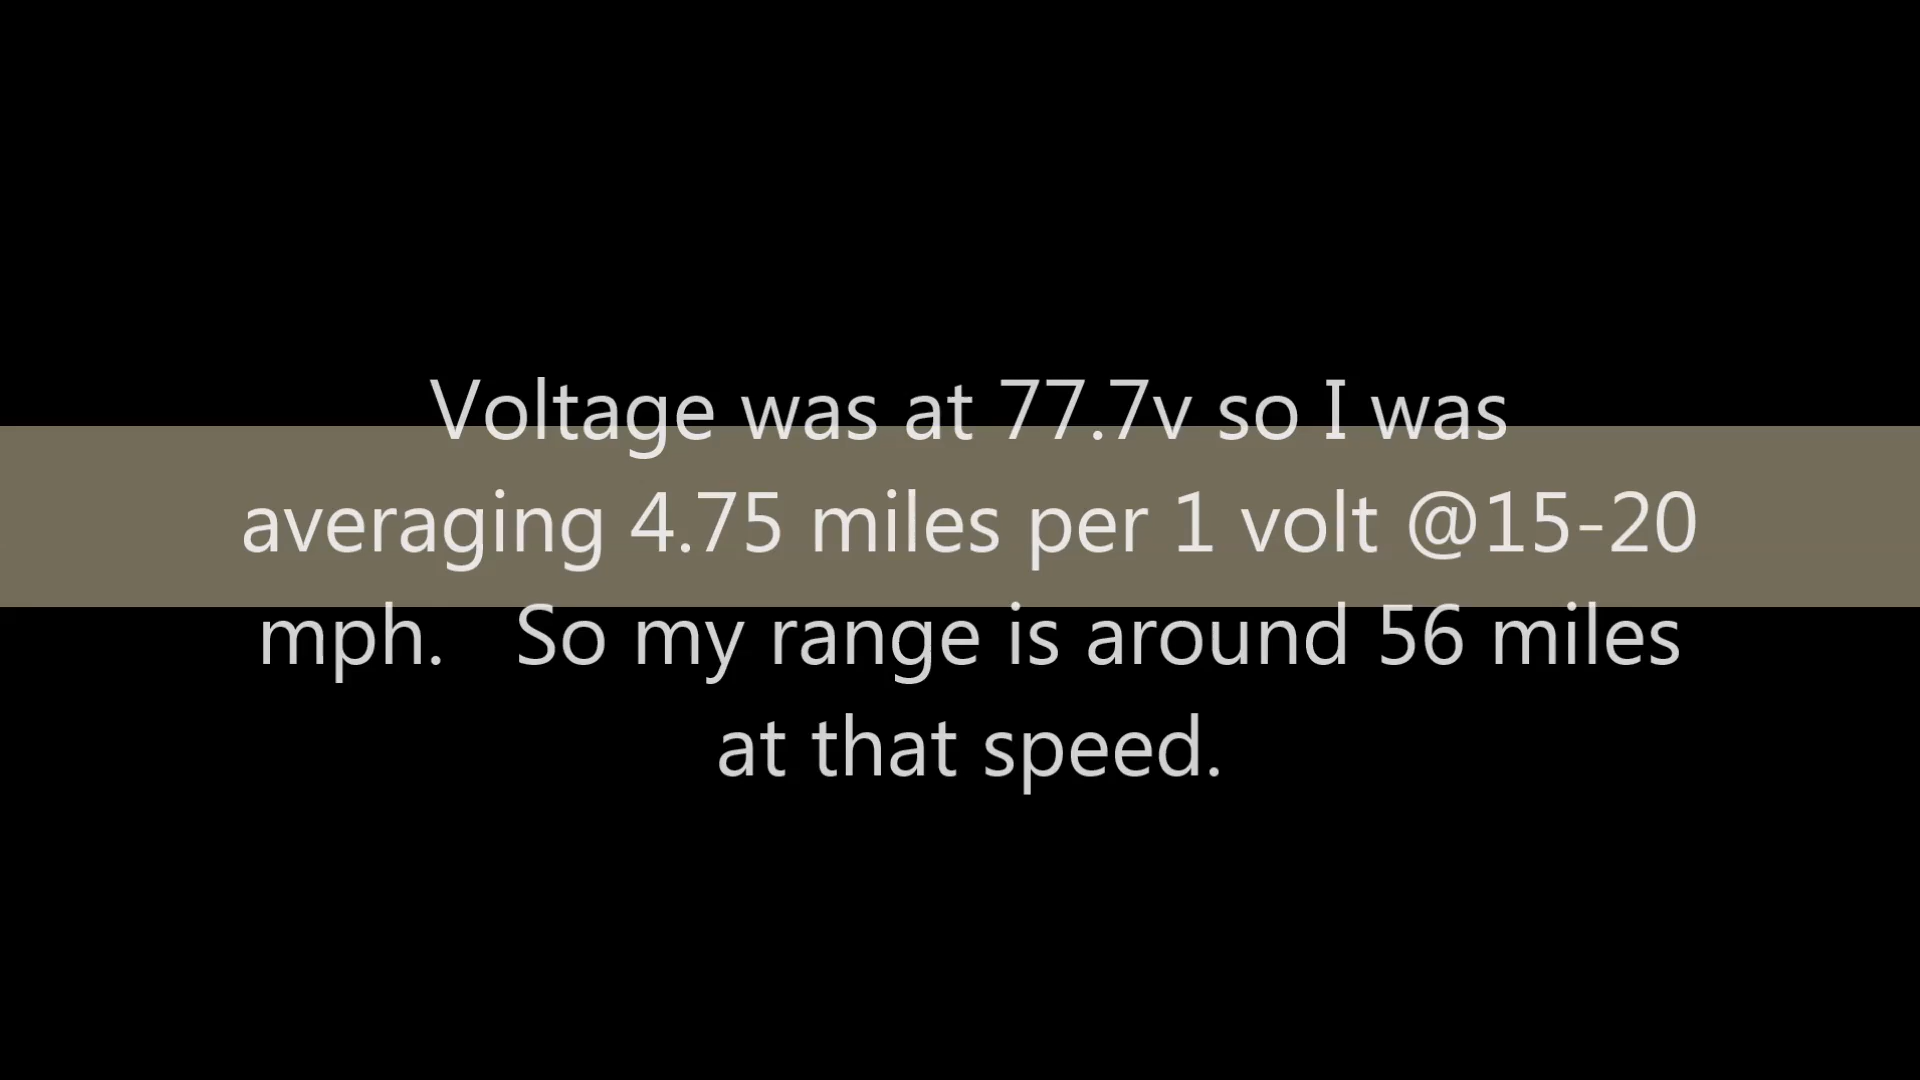 Voltage was at 77.7v so I was
averaging 4.75 miles per 1 volt @15-20
mph.   So my range is around 56 miles
at that speed.